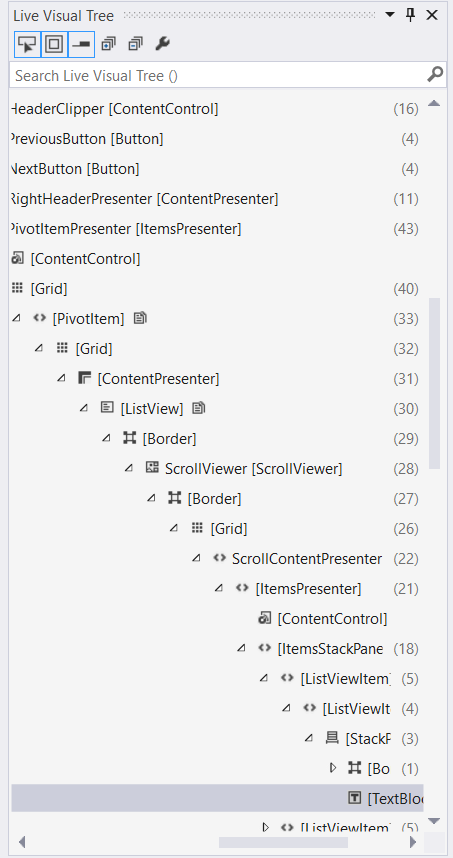 Live Visual Tree
Search Live Visual Tree ()
HeaderClipper [ContentControl] (16)
PreviousButton [Button] (4)
NextButton [Button] (4)
RightHeaderPresenter [ContentPresenter] (11)
PivotItemPresenter [ItemsPresenter] (43)
[ContentControl]
[Grid] (40)
[PivotItem] (33)
[Grid] (32)
[ContentPresenter] (31)
[ListView] (30)
[Border] (29)
ScrollViewer [ScrollViewer] (28)
[Border] (27)
[Grid] (26)
ScrollContentPresenter (22)
[ItemsPresenter] (21)
[ContentControl]
[ItemsStackPane (18)
[ListViewItem] (5)
[ListViewIt (4)
[StackP (3)
[Bo (1)
[TextBloc
[ListViewItem] (5)